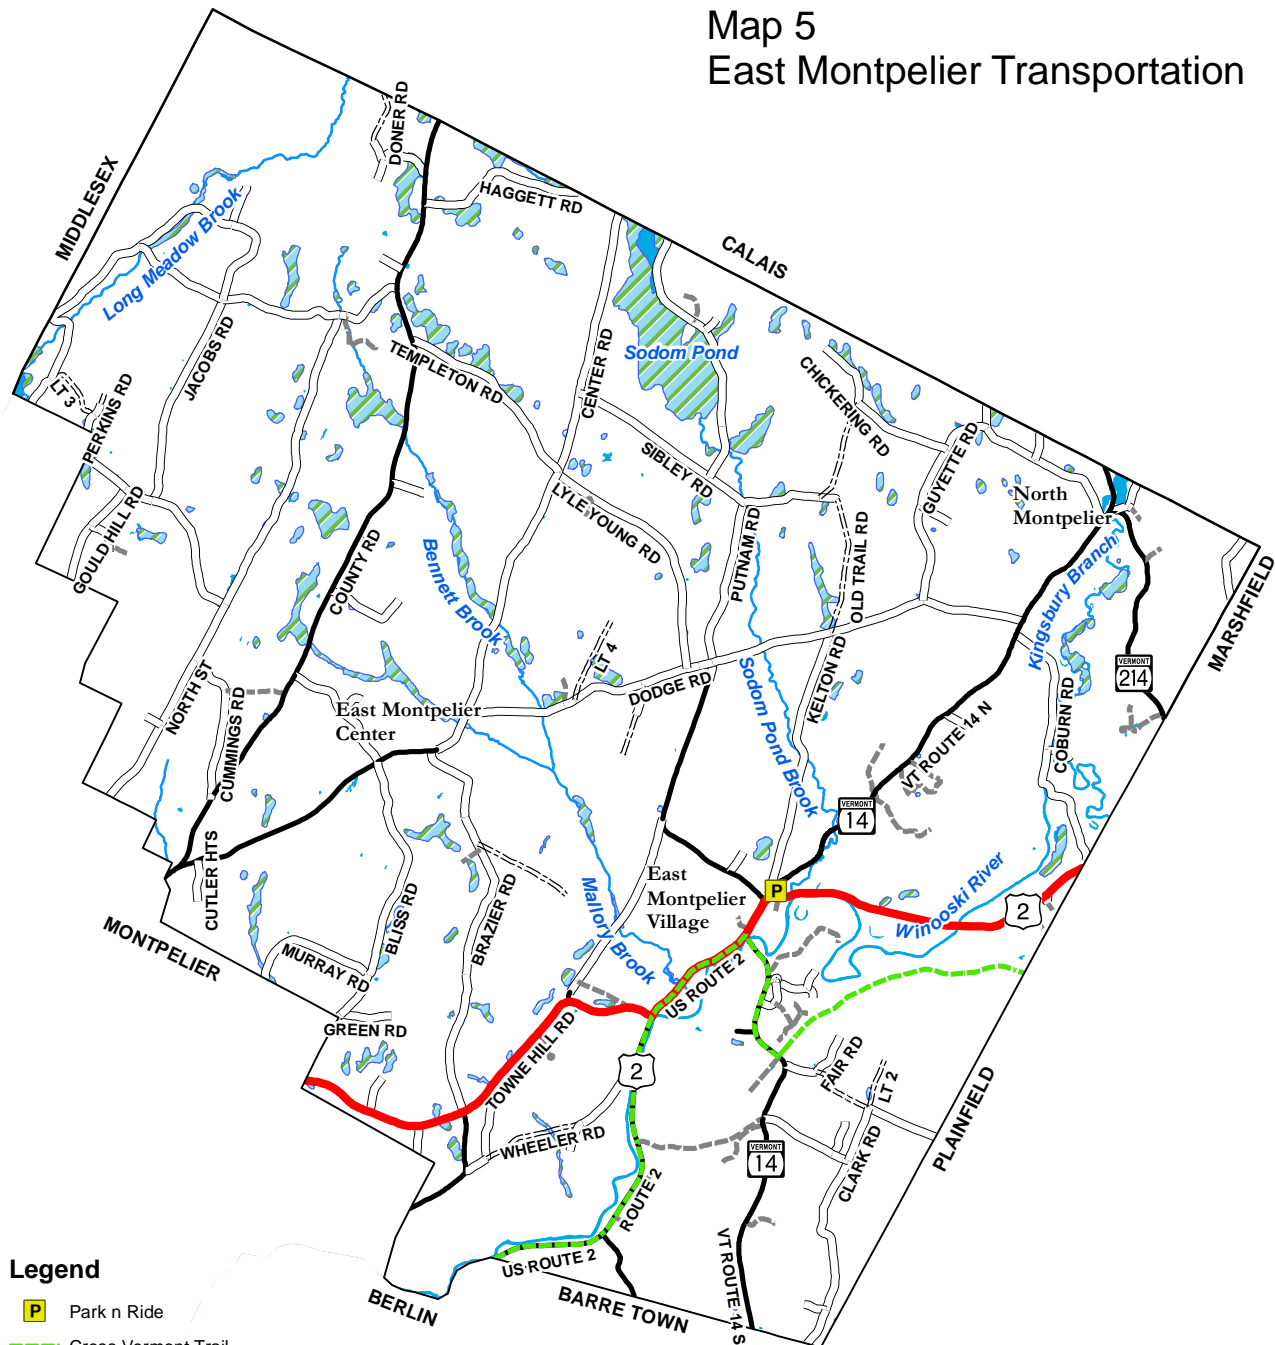 Map 5
East Montpelier Transportation
DONER RD
HAGGETT RD
MIDDLESEX
Long Meadow Brook
CALAIS
JACOBS RD
TEMPLETON RD
CENTER RD
Sodom Pond
CHICKERING RD
LT 3
PERKINS RD
SIBLEY RD
GUYETTE RD
North
Montpelier
GOULD HILL RD
LYLE YOUNG RD
PUTNAM RD
OLD TRAIL RD
COUNTY RD
Bennett Brook
Kingsbury Branch
MARSHFIELD
VERMONT
214
NORTH ST
CUMMINGS RD
LT 4
DODGE RD
KELTON RD
Sodom Pond Brook
East Montpelier
Center
COBURN RD
VT ROUTE 14 N
VERMONT
14
CUTLER HTS
BLISS RD
BRAZIER RD
Mallory Brook
East
Montpelier
Village
P
Winooski River
2
MONTPELIER
MURRAY RD
US ROUTE 2
GREEN RD
TOWNE HILL RD
2
FAIR RD
LT 2
PLAINFIELD
WHEELER RD
VERMONT
14
CLARK RD
ROUTE 2
US ROUTE 2
VT ROUTE 14 S
BERLIN
BARRE TOWN
Legend
P Park n Ride
Cross Vermont Trail